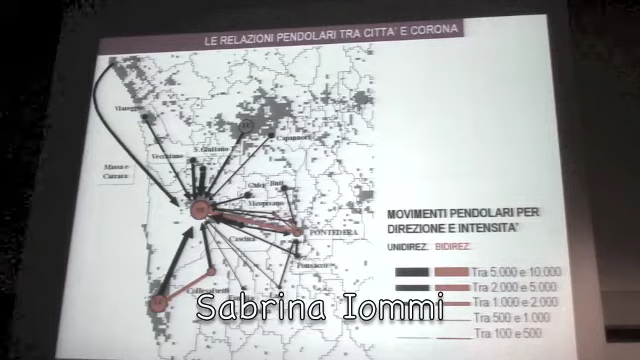 LE RELAZIONI PENDOLARI TRA CITTA' E CORONA
Viareggio
Capannori
S. Giuliano T.
Vecchiano
Massa e
Carrara
Buti
Vicopisano
PONTEDERA
Cascina
Ponsacco
Collesalvetti
MOVIMENTI PENDOLARI PER
DIREZIONE E INTENSITA'
UNIDIREZ. BIDIREZ.
Tra 5.000 e 10.000
Tra 2.000 e 5.000
Tra 1.000 e 2.000
Tra 500 e 1.000
Tra 100 e 500
Sabrina Iommi